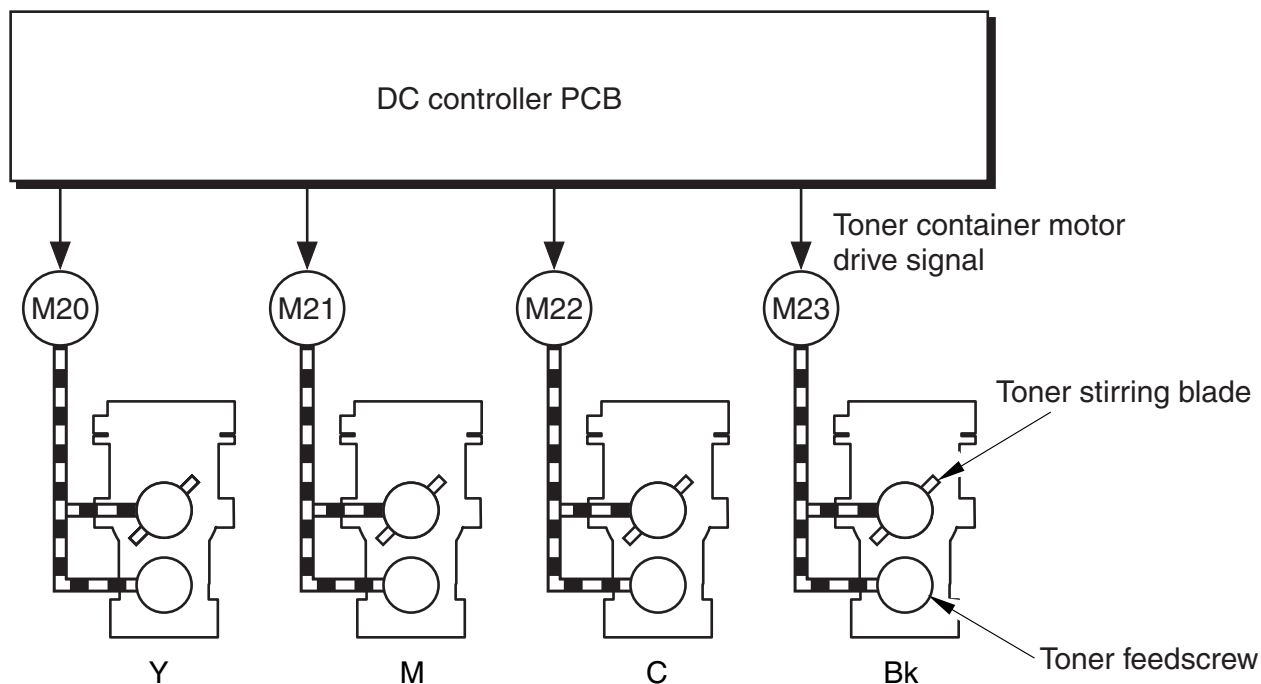 DC controller PCB
Toner container motor
drive signal
M20
M21
M22
M23
Toner stirring blade
Toner feedscrew
Y
M
C
Bk